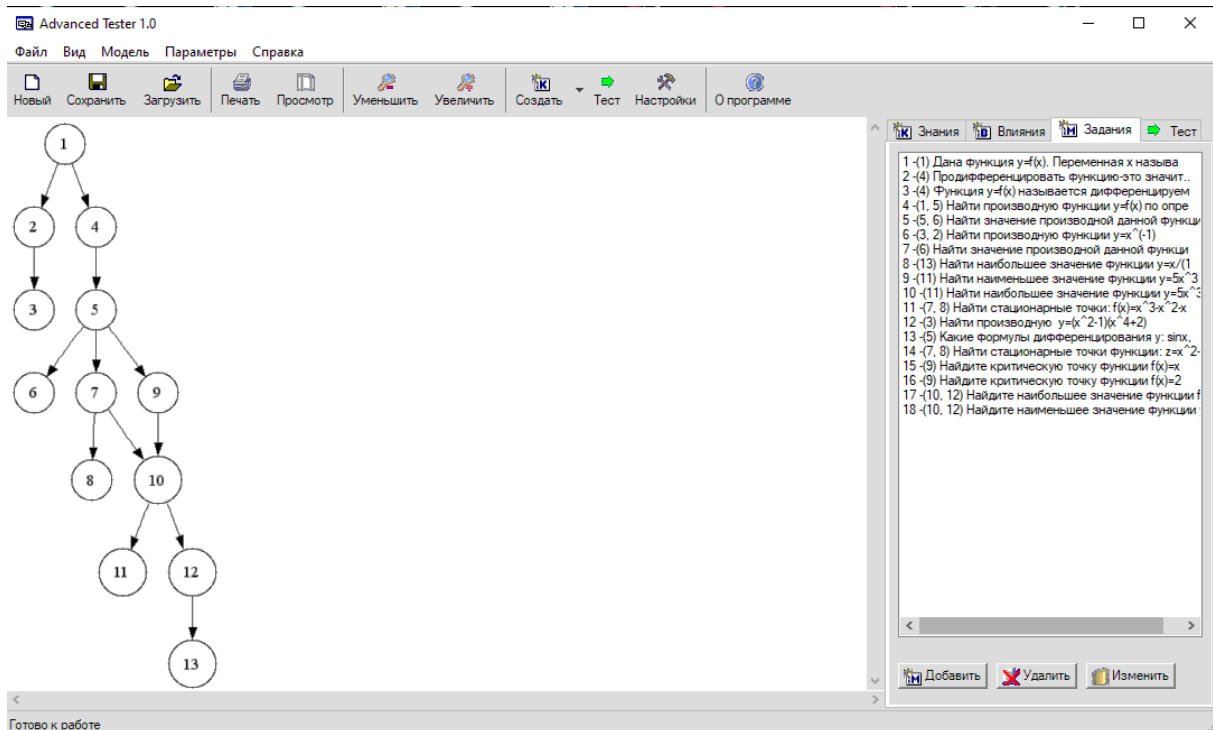 Advanced Tester 1.0
Файл Вид Модель Параметры Справка
Новый Сохранить Загрузить Печать Просмотр Уменьшить Увеличить Создать Тест Настройки О программе
Знания Влияния Задания Тест
1
2 4
3 5
6 7 9
8 10
11 12
13
1 -(1) Дана функция y=f(x). Переменная x называ
2 -(4) Продифференцировать функцию-это значит..
3 -(4) Функция y=f(x) называется дифференцируем
4 -(1, 5) Найти производную функции y=f(x) по опре
5 -(5, 6) Найти значение производной данной функци
6 -(3, 2) Найти производную функции y=x^(-1)
7 -(6) Найти значение производной данной функци
8 -(13) Найти наибольшее значение функции y=x/(1
9 -(11) Найти наименьшее значение функции y=5x^3
10 -(11) Найти наибольшее значение функции y=5x^3
11 -(7, 8) Найти стационарные точки: f(x)=x^3-x^2-x
12 -(3) Найти производную y=(x^2-1)(x^4+2)
13 -(5) Какие формулы дифференцирования y: sinx,
14 -(7, 8) Найти стационарные точки функции: z=x^2-
15 -(9) Найдите критическую точку функции f(x)=x
16 -(9) Найдите критическую точку функции f(x)=2
17 -(10, 12) Найдите наибольшее значение функции f
18 -(10, 12) Найдите наименьшее значение функции
Добавить Удалить Изменить
Готово к работе